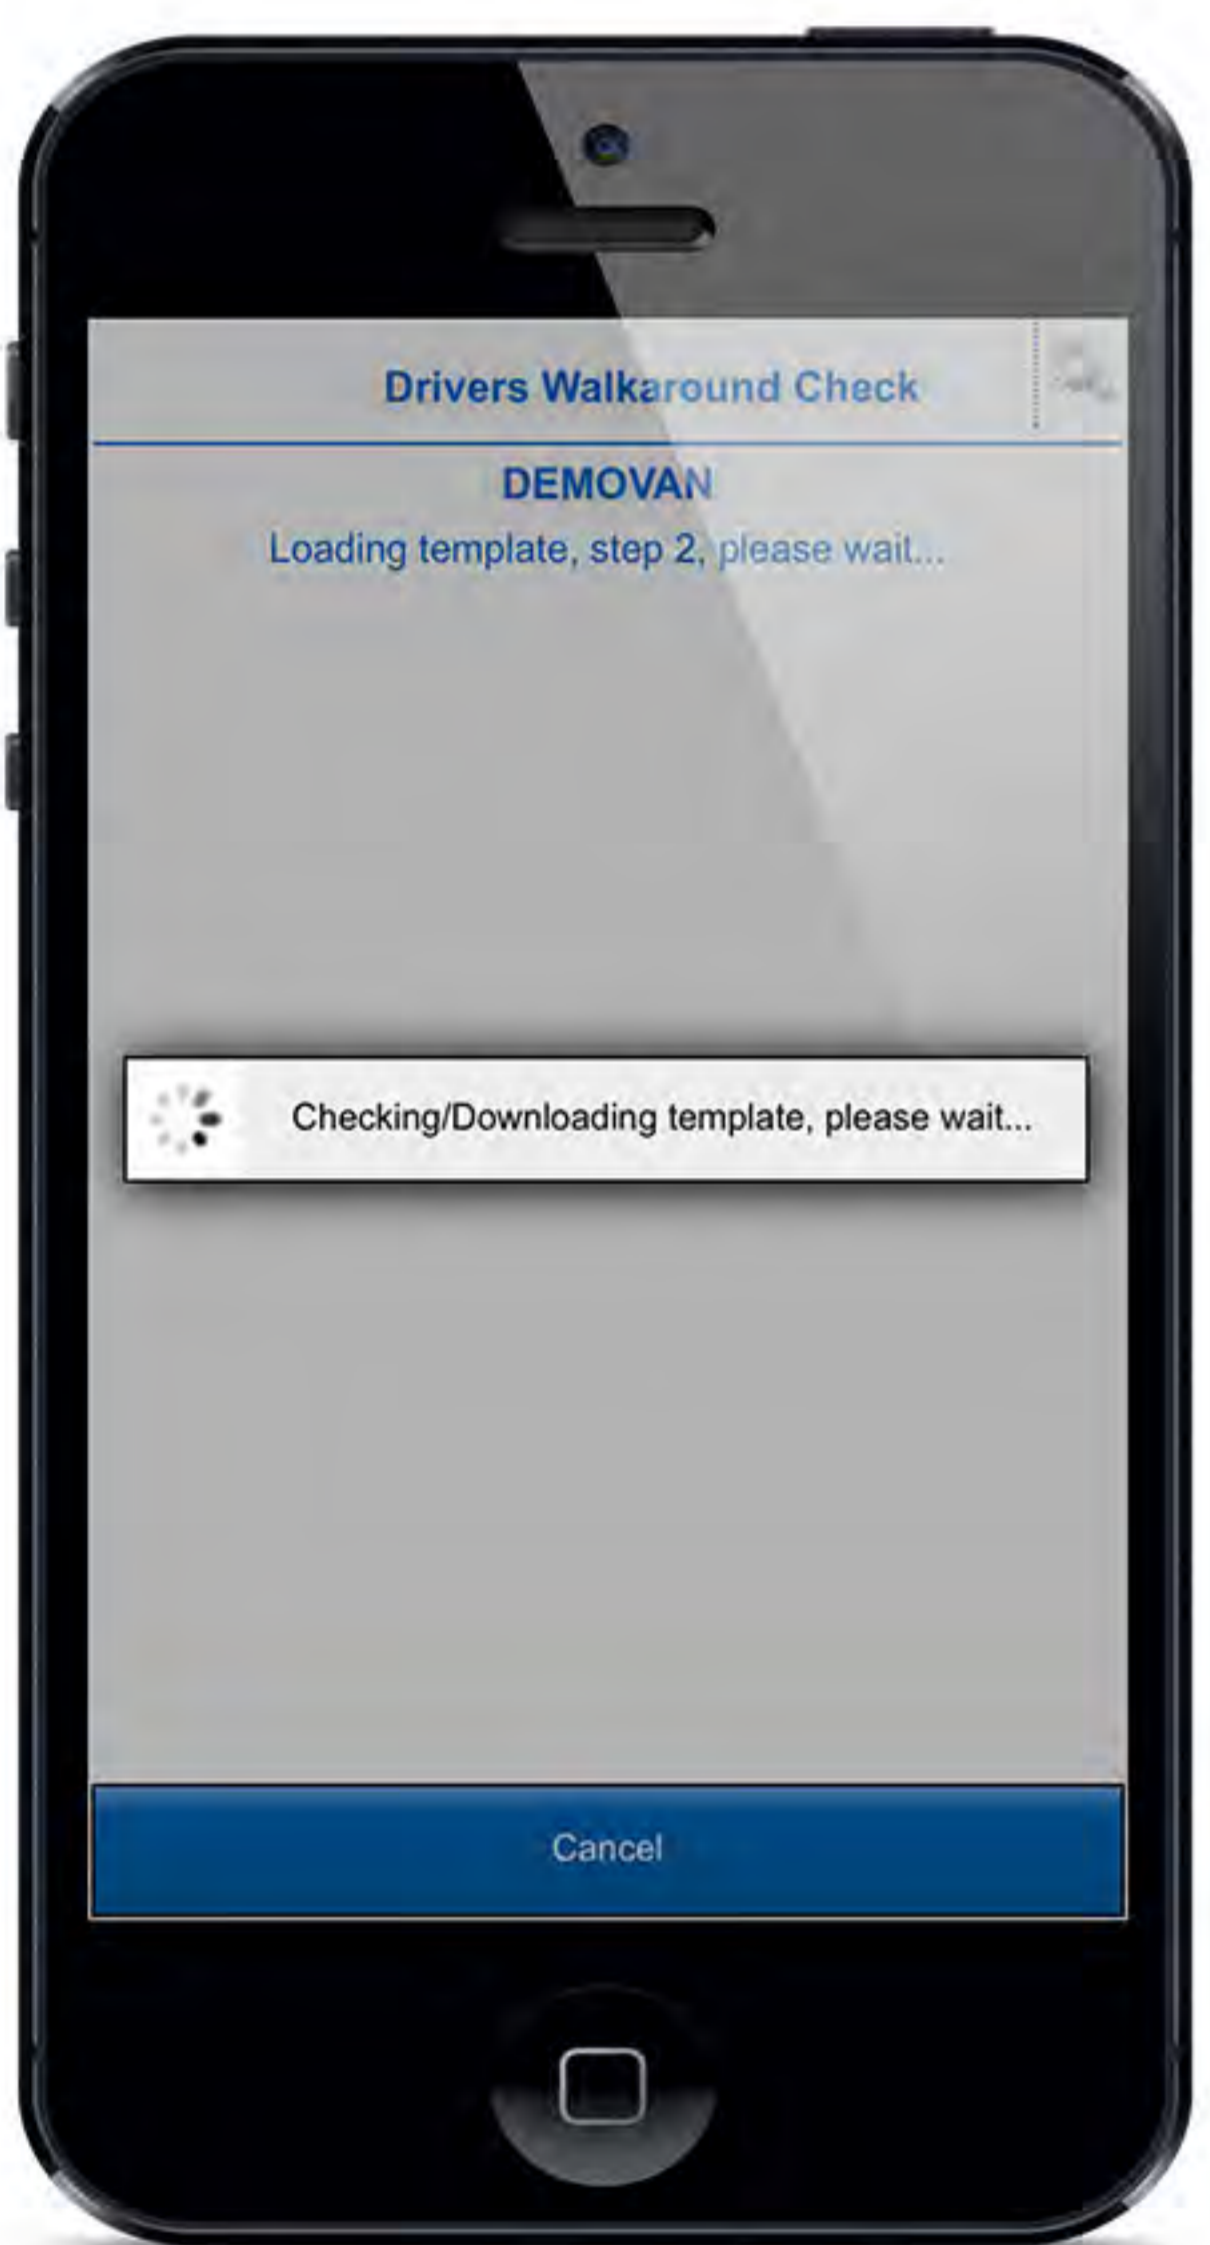 Drivers Walkaround Check
DEMOVAN
Loading template, step 2, please wait...
Checking/Downloading template, please wait...
Cancel